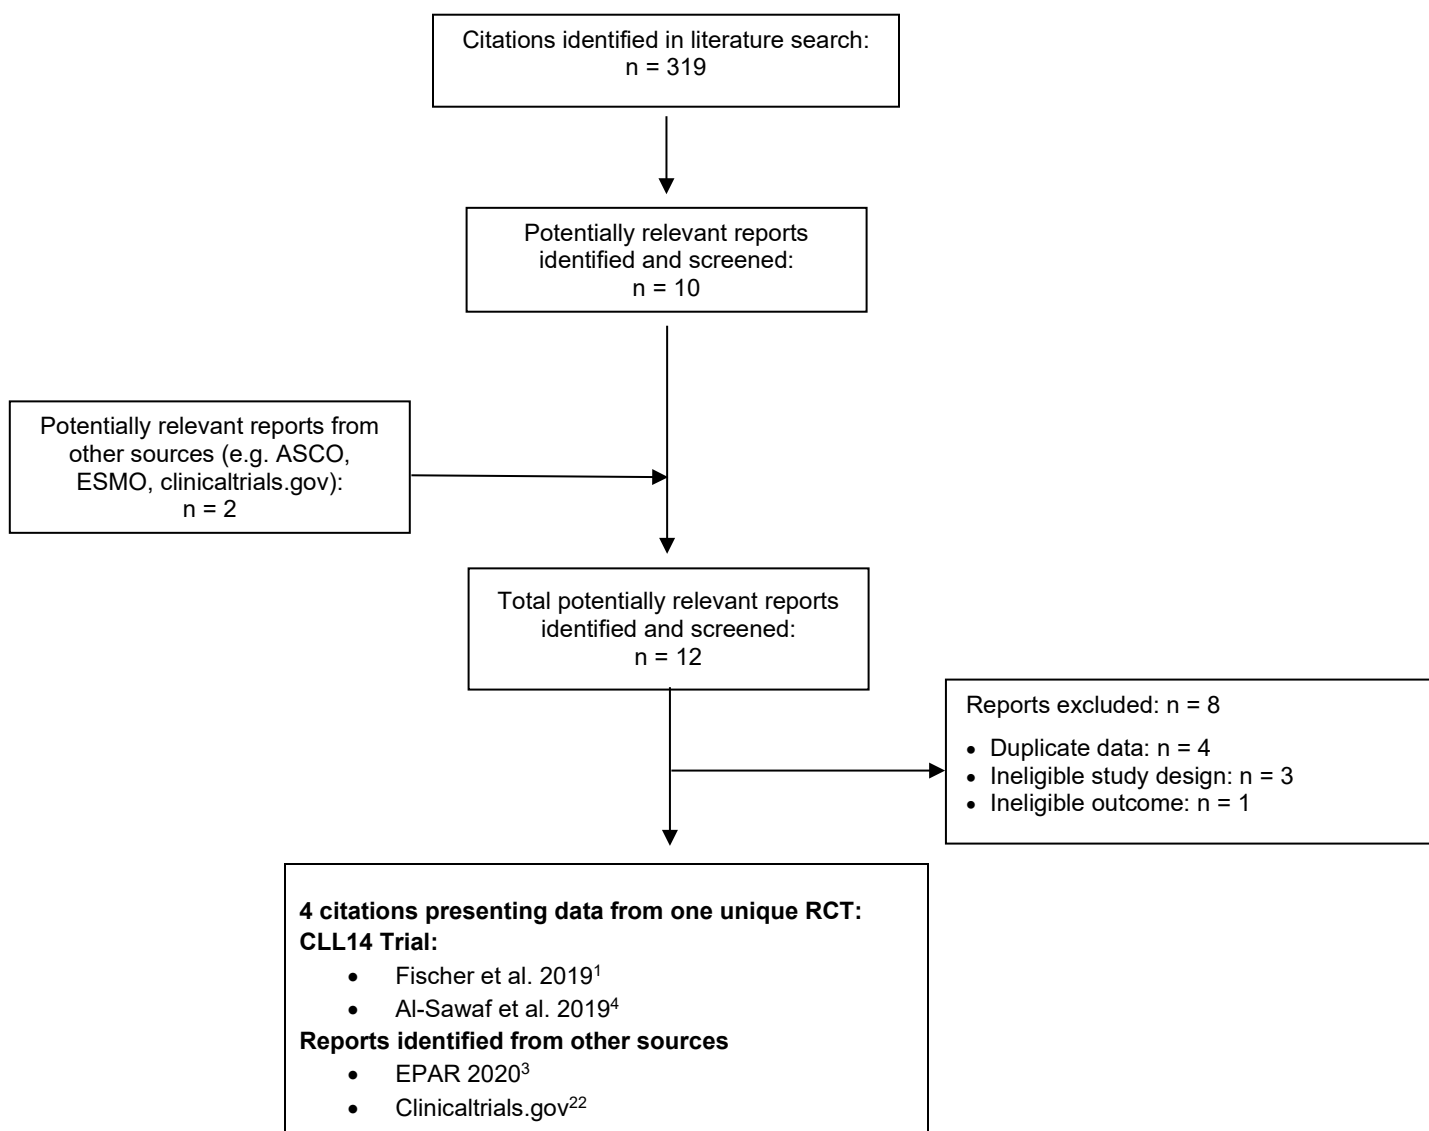 Citations identified in literature search:
n = 319
Potentially relevant reports
identified and screened:
n = 10
Potentially relevant reports from
other sources (e.g. ASCO,
ESMO, clinicaltrials.gov):
n = 2
Total potentially relevant reports
identified and screened:
n = 12
Reports excluded: n = 8
• Duplicate data: n = 4
• Ineligible study design: n = 3
• Ineligible outcome: n = 1
4 citations presenting data from one unique RCT:
CLL14 Trial:
• Fischer et al. 2019¹
• Al-Sawaf et al. 2019⁴
Reports identified from other sources
• EPAR 2020³
• Clinicaltrials.gov²²